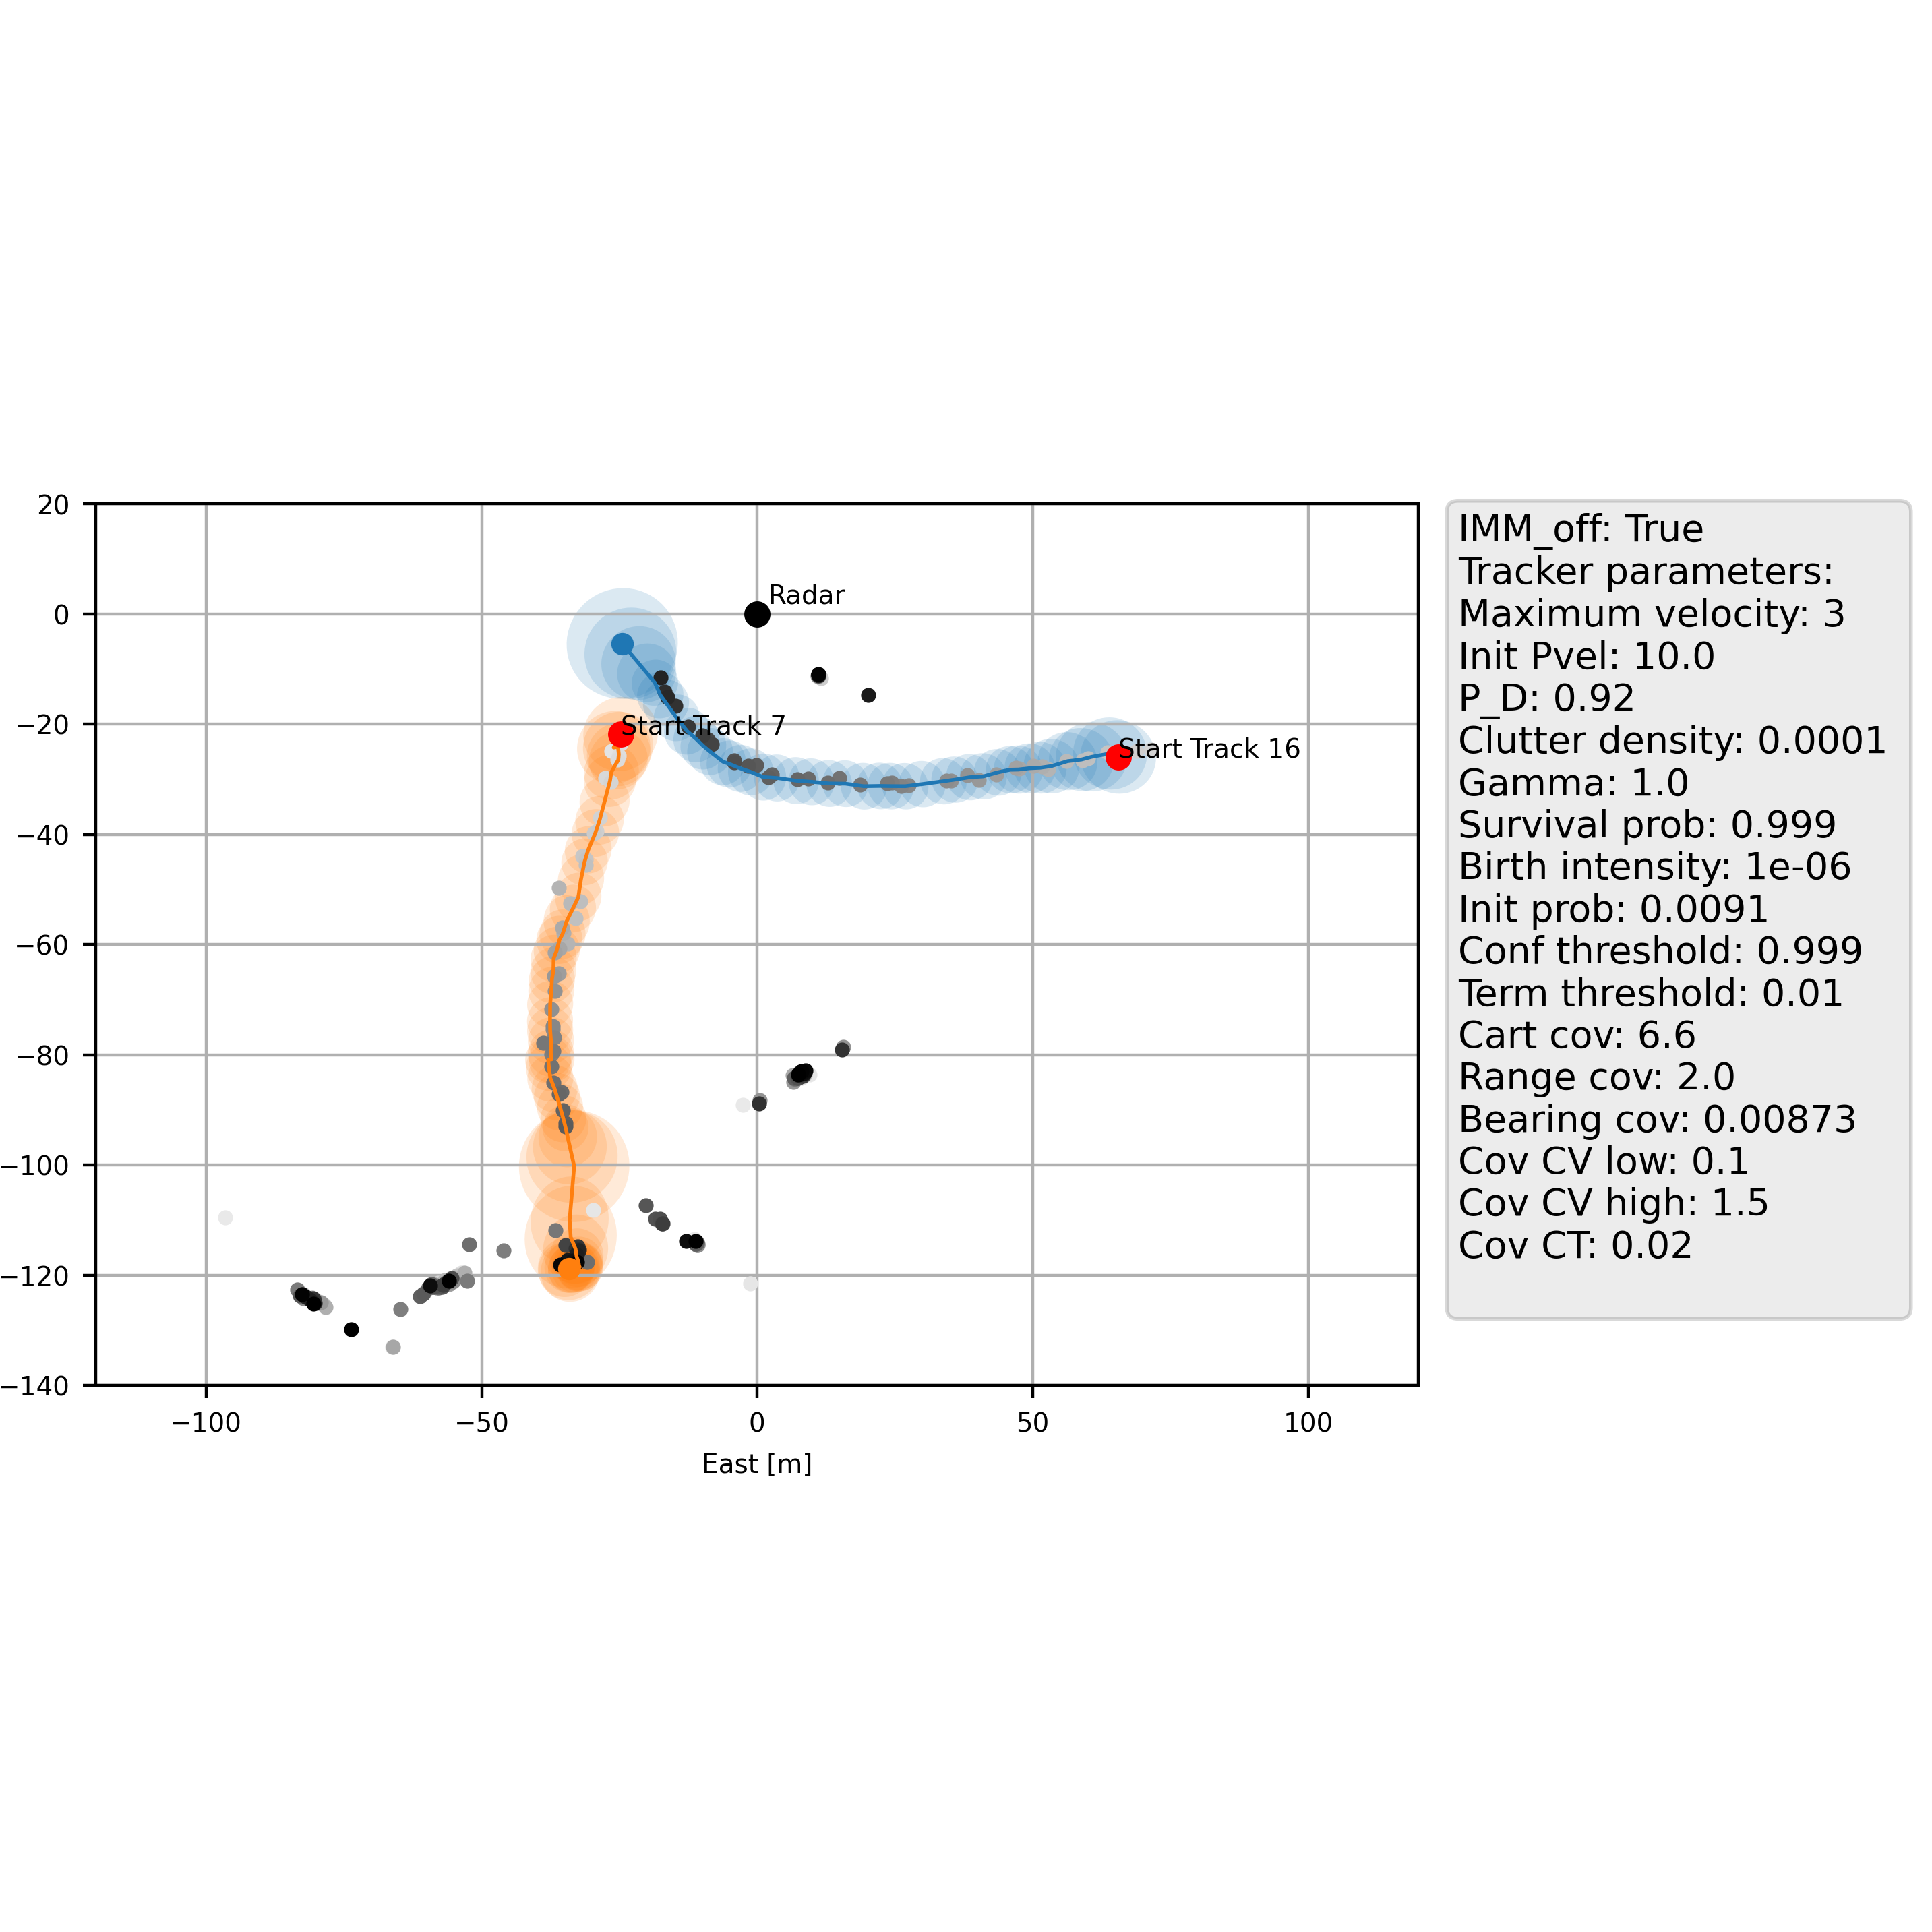 20
0
−20
−40
−60
−80
−100
−120
−140
−100
−50
0
50
100
East [m]
Radar
Start Track 7
Start Track 16
IMM_off: True
Tracker parameters:
Maximum velocity: 3
Init Pvel: 10.0
P_D: 0.92
Clutter density: 0.0001
Gamma: 1.0
Survival prob: 0.999
Birth intensity: 1e-06
Init prob: 0.0091
Conf threshold: 0.999
Term threshold: 0.01
Cart cov: 6.6
Range cov: 2.0
Bearing cov: 0.00873
Cov CV low: 0.1
Cov CV high: 1.5
Cov CT: 0.02